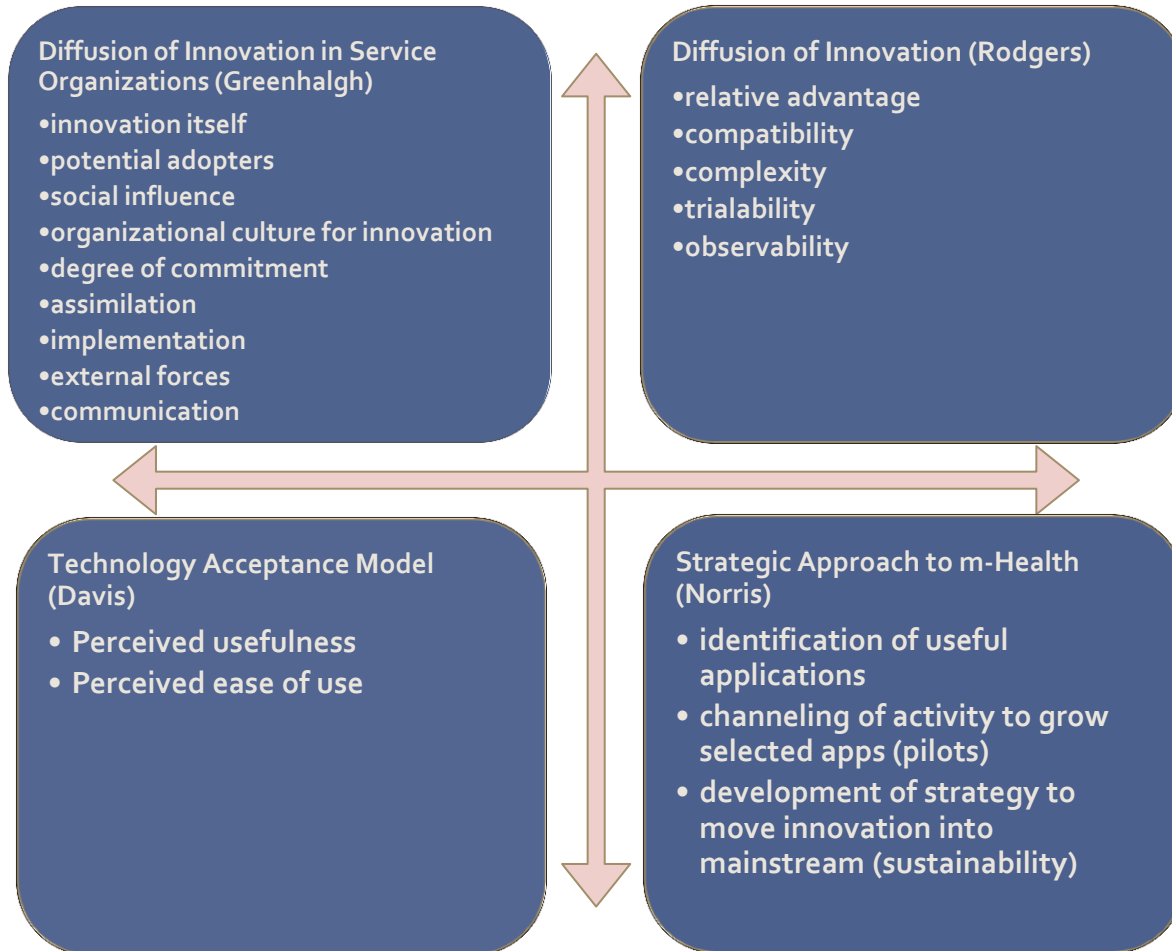 Diffusion of Innovation in Service
Organizations (Greenhalgh)
•innovation itself
•potential adopters
•social influence
•organizational culture for innovation
•degree of commitment
•assimilation
•implementation
•external forces
•communication
Diffusion of Innovation (Rodgers)
•relative advantage
•compatibility
•complexity
•trialability
•observability
Technology Acceptance Model
(Davis)
• Perceived usefulness
• Perceived ease of use
Strategic Approach to m-Health
(Norris)
• identification of useful
applications
• channeling of activity to grow
selected apps (pilots)
• development of strategy to
move innovation into
mainstream (sustainability)